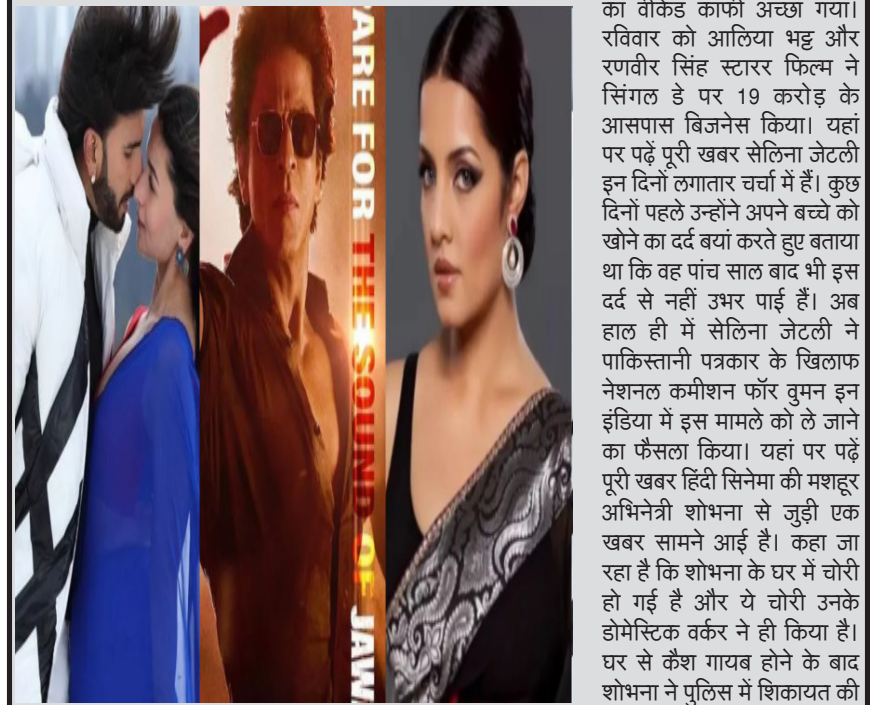 PARE FOR THE SOUND OF JAWA
का वीकेंड काफी अच्छा गया।
रविवार को आलिया भट्ट और
रणवीर सिंह स्टारर फिल्म ने
सिंगल डे पर 19 करोड़ के
आसपास बिजनेस किया। यहां
पर पढ़ें पूरी खबर सेलिना जेटली
इन दिनों लगातार चर्चा में हैं। कुछ
दिनों पहले उन्होंने अपने बच्चे को
खोने का दर्द बयां करते हुए बताया
था कि वह पांच साल बाद भी इस
दर्द से नहीं उभर पाई हैं। अब
हाल ही में सेलिना जेटली ने
पाकिस्तानी पत्रकार के खिलाफ
नेशनल कमीशन फॉर वुमन इन
इंडिया में इस मामले को ले जाने
का फैसला किया। यहां पर पढ़ें
पूरी खबर हिंदी सिनेमा की मशहूर
अभिनेत्री शोभना से जुड़ी एक
खबर सामने आई है। कहा जा
रहा है कि शोभना के घर में चोरी
हो गई है और ये चोरी उनके
डोमेस्टिक वर्कर ने ही किया है।
घर से कैश गायब होने के बाद
शोभना ने पुलिस में शिकायत की